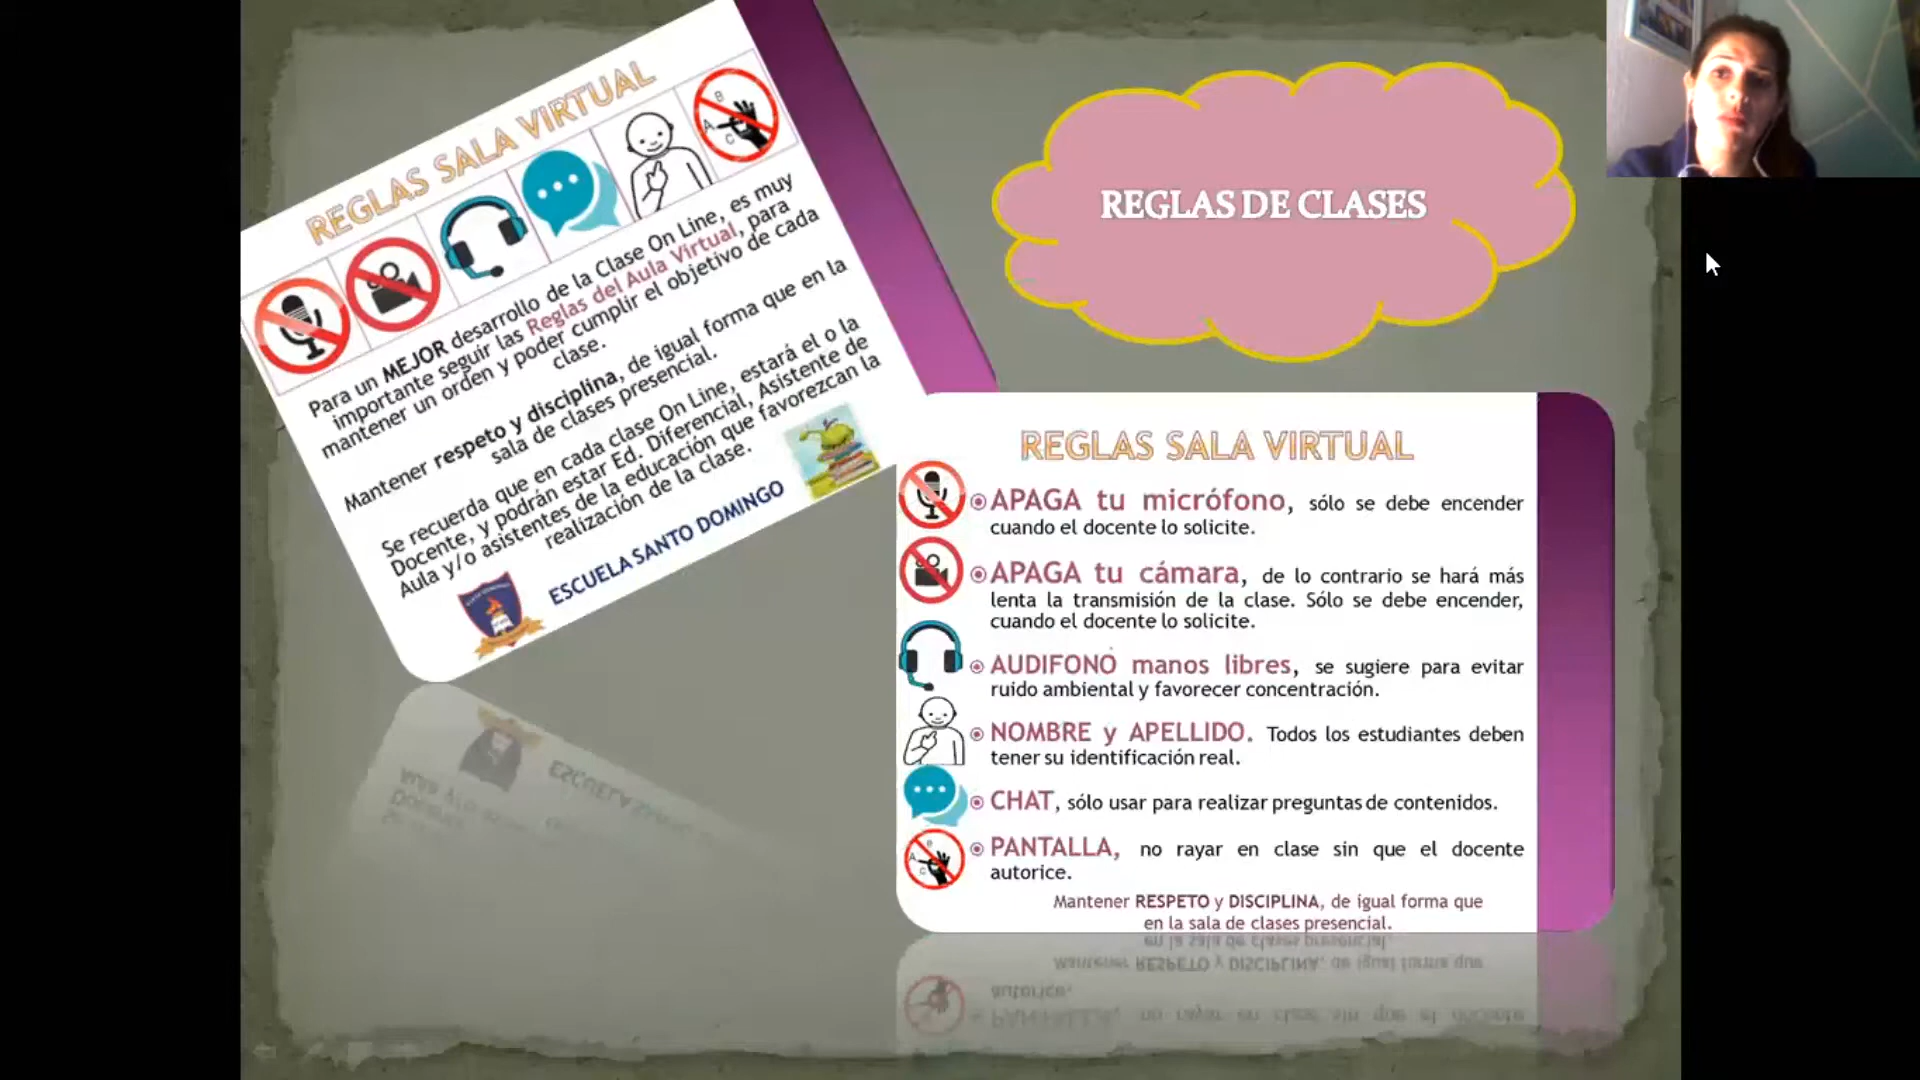 REGLAS SALA VIRTUAL
B
A
C
Para un MEJOR desarrollo de la Clase On Line, es muy
importante seguir las Reglas del Aula Virtual, para
mantener un orden y poder cumplir el objetivo de cada
clase.
Mantener respeto y disciplina, de igual forma que en la
sala de clases presencial.
Se recuerda que en cada clase On Line, estará el o la
Docente, y podrán estar Ed. Diferencial, Asistente de
Aula y/o asistentes de la educación que favorezcan la
realización de la clase.
ESCUELA SANTO DOMINGO
REGLAS DE CLASES
REGLAS SALA VIRTUAL
APAGA tu micrófono, sólo se debe encender
cuando el docente lo solicite.
APAGA tu cámara, de lo contrario se hará más
lenta la transmisión de la clase. Sólo se debe encender,
cuando el docente lo solicite.
AUDIFONO manos libres, se sugiere para evitar
ruido ambiental y favorecer concentración.
NOMBRE y APELLIDO. Todos los estudiantes deben
tener su identificación real.
CHAT, sólo usar para realizar preguntas de contenidos.
B
A
C
PANTALLA, no rayar en clase sin que el docente
autorice.
Mantener RESPETO y DISCIPLINA, de igual forma que
en la sala de clases presencial.